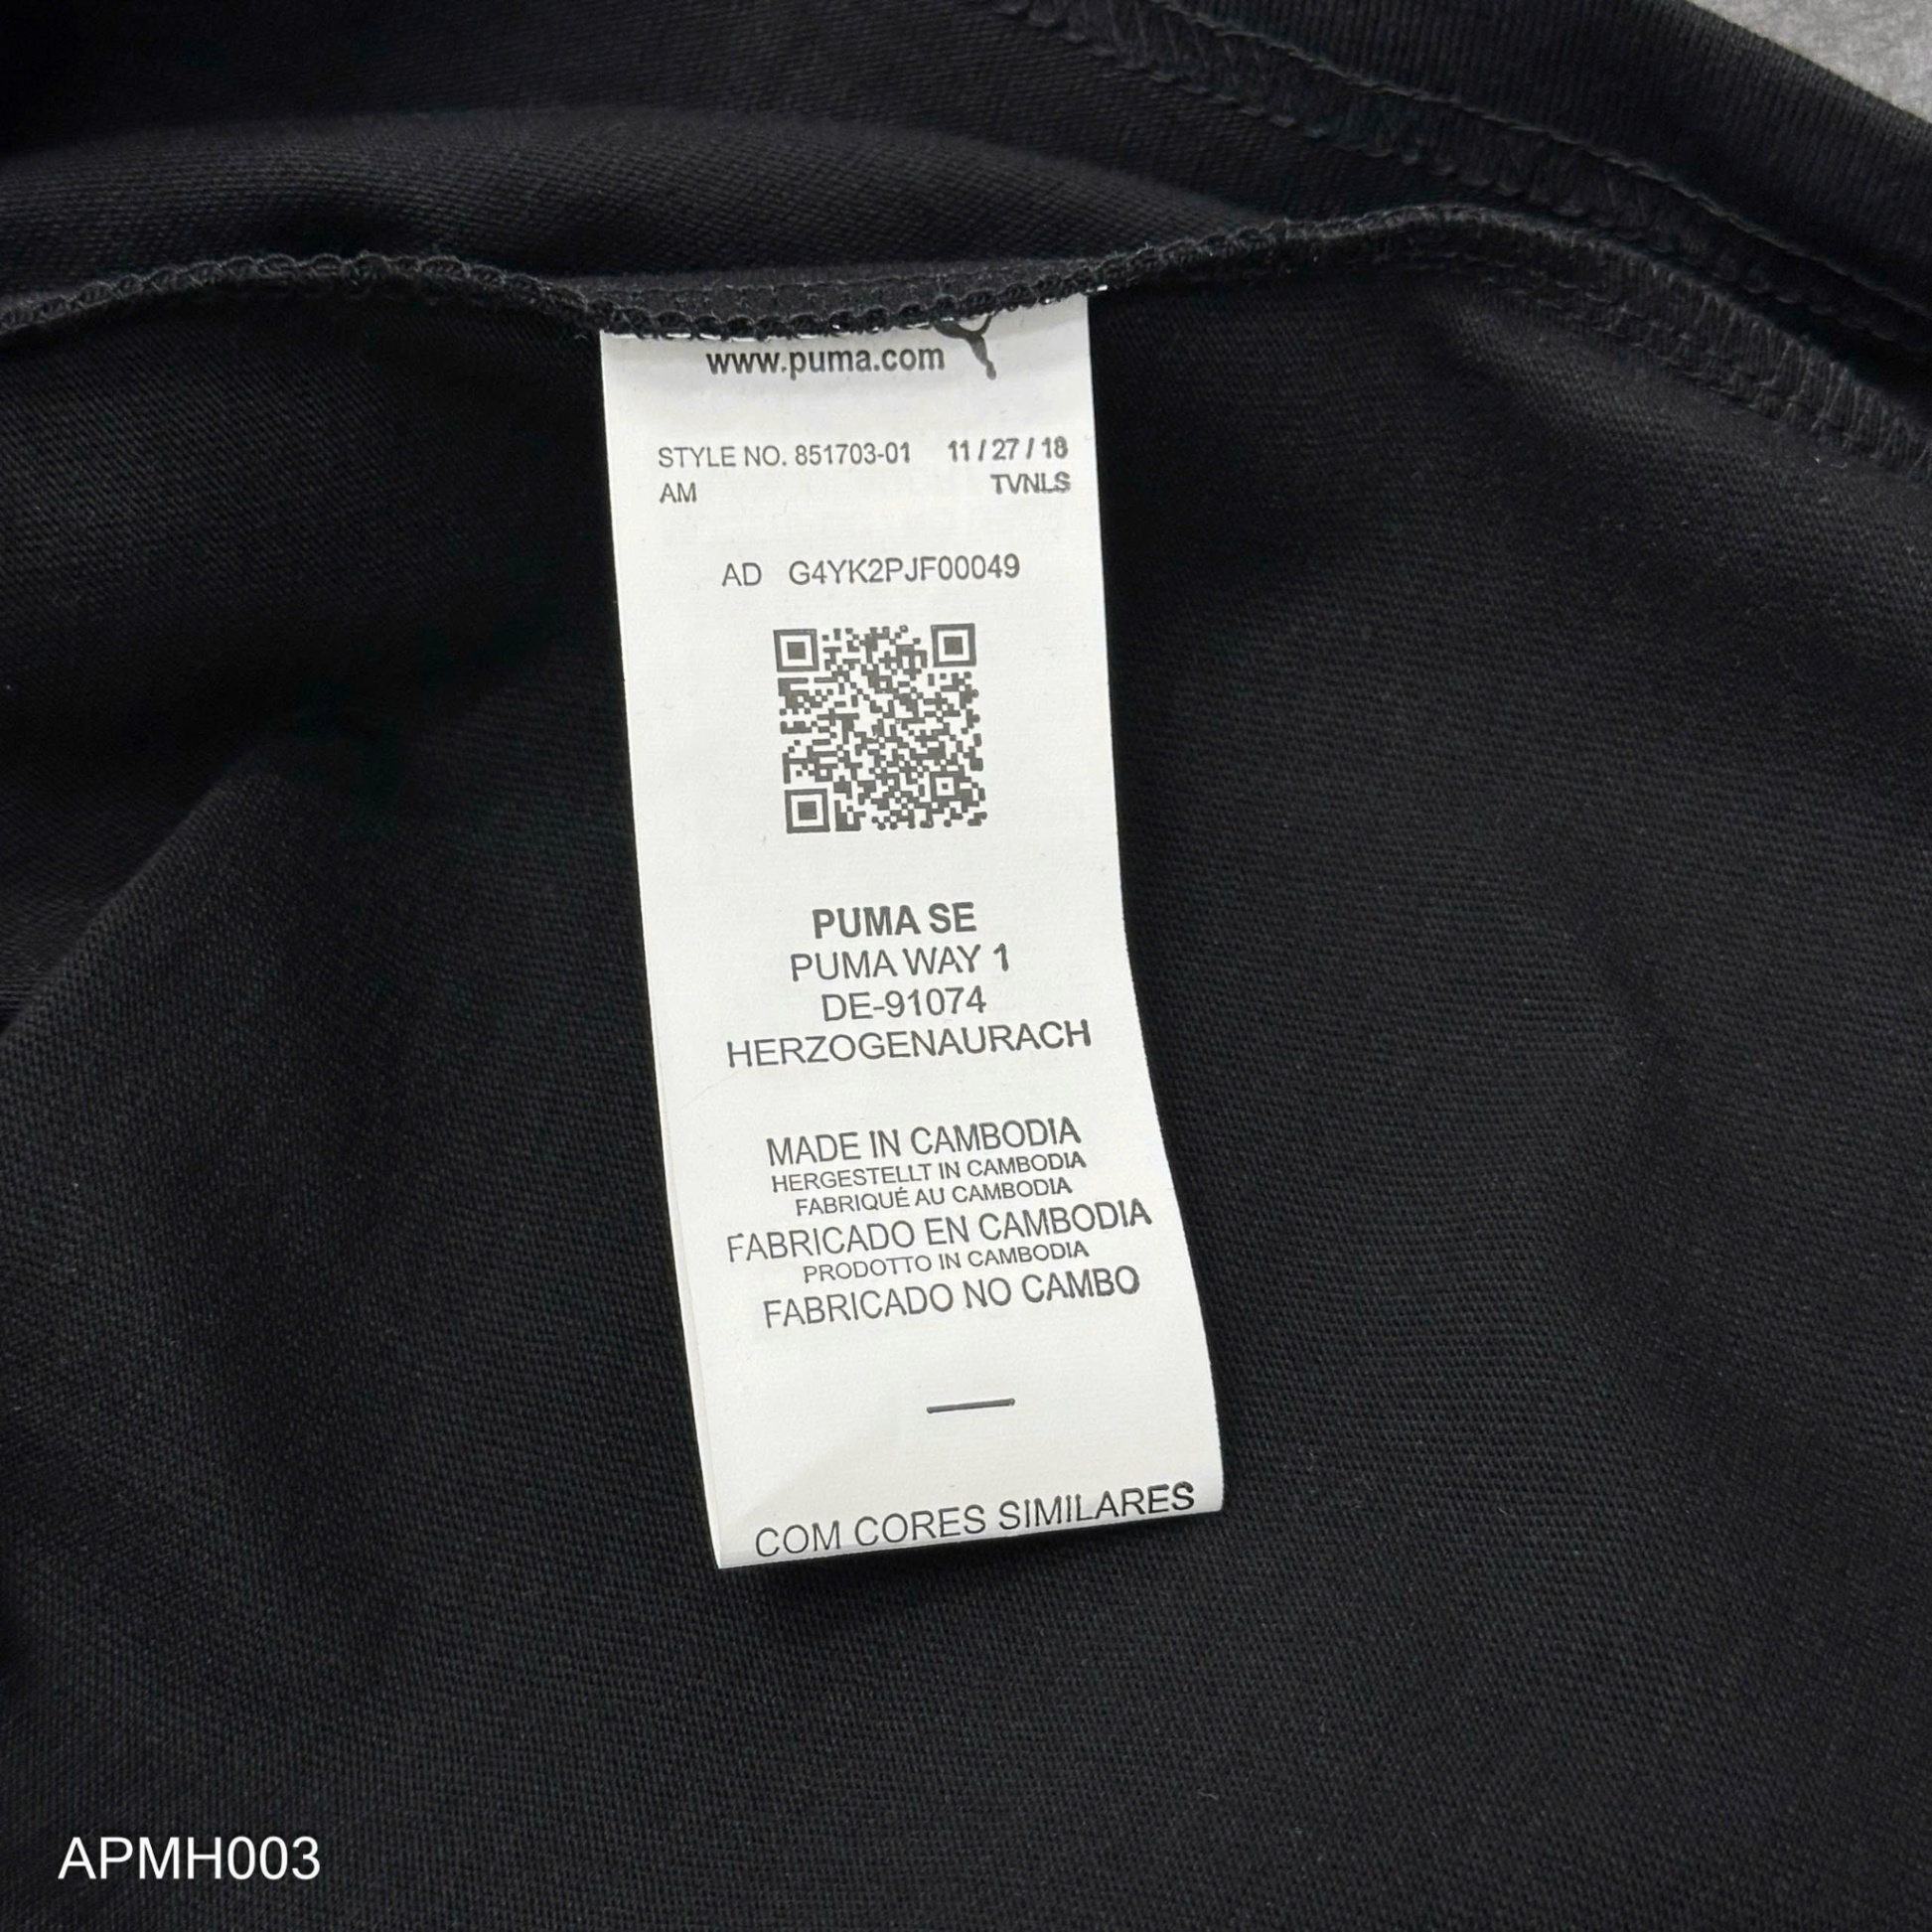 www.puma.com
STYLE NO. 851703-01 11 / 27 / 18
AM TVNLS
AD G4YK2PJF00049
PUMA SE
PUMA WAY 1
DE-91074
HERZOGENAURACH
MADE IN CAMBODIA
HERGESTELLT IN CAMBODIA
FABRIQUÉ AU CAMBODIA
FABRICADO EN CAMBODIA
PRODOTTO IN CAMBODIA
FABRICADO NO CAMBO
COM CORES SIMILARES
APMH003